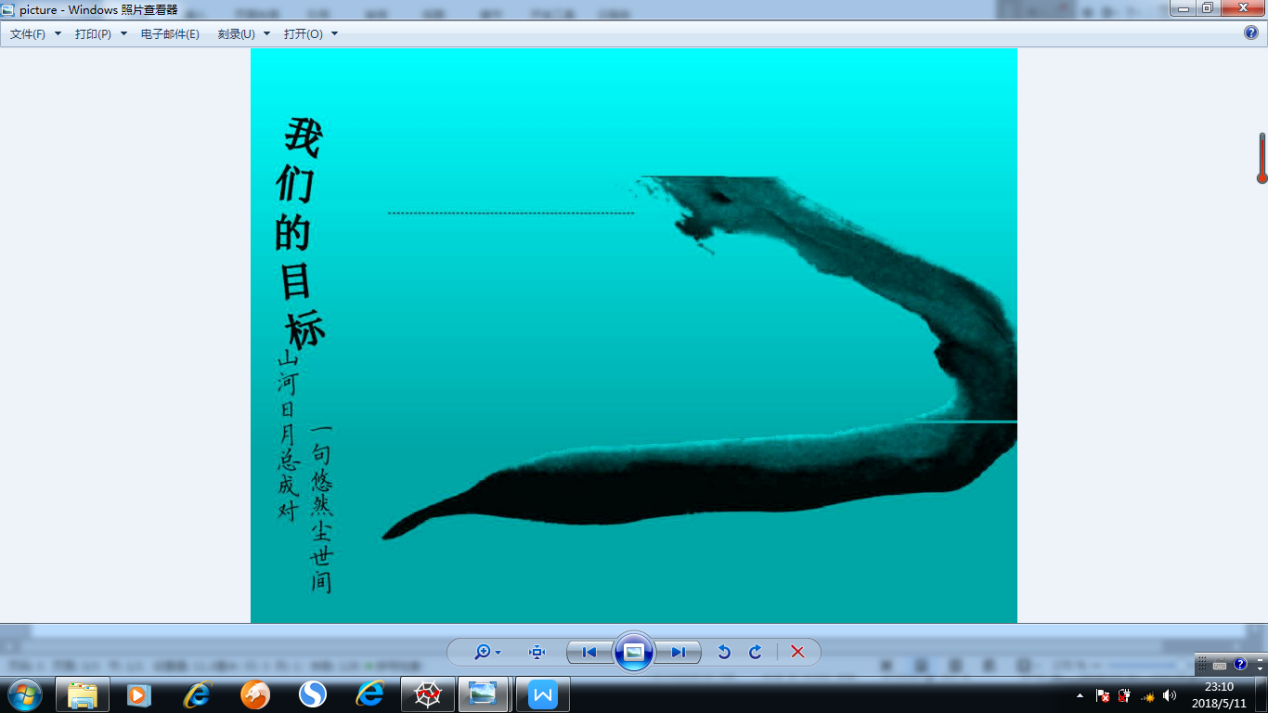 picture - Windows 照片查看器
文件(F) 打印(P) 电子邮件(E) 刻录(U) 打开(O)
我们的目标
山河日月总成对
一句悠然尘世间
23:10
2018/5/11